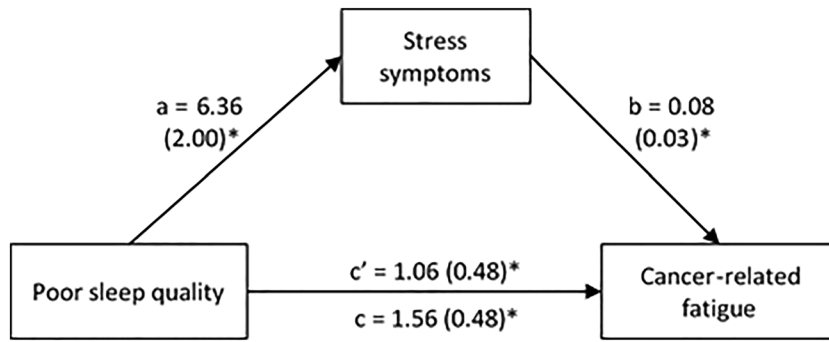 Stress
symptoms
a = 6.36
(2.00)*
b = 0.08
(0.03)*
Poor sleep quality
c’ = 1.06 (0.48)*
c = 1.56 (0.48)*
Cancer-related
fatigue